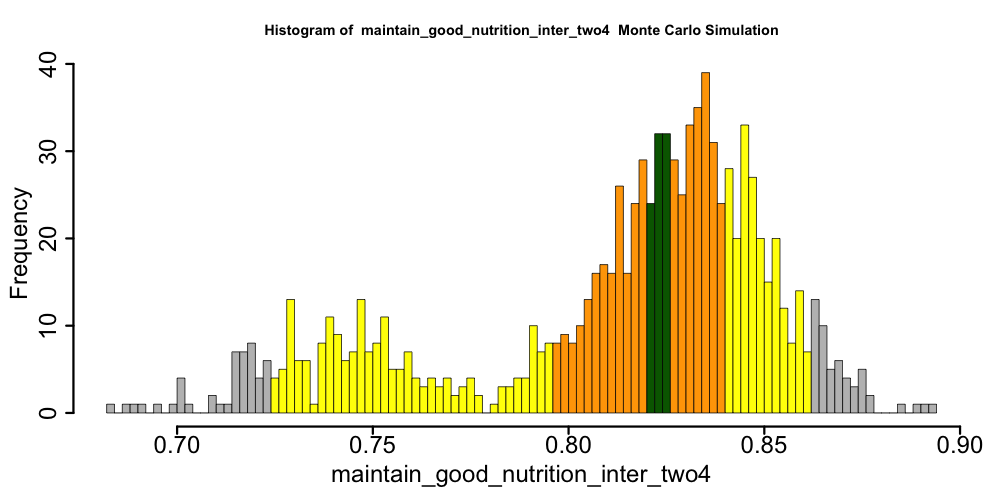 Histogram of maintain_good_nutrition_inter_two4 Monte Carlo Simulation
Frequency
40
30
20
10
0
0.70 0.75 0.80 0.85 0.90
maintain_good_nutrition_inter_two4